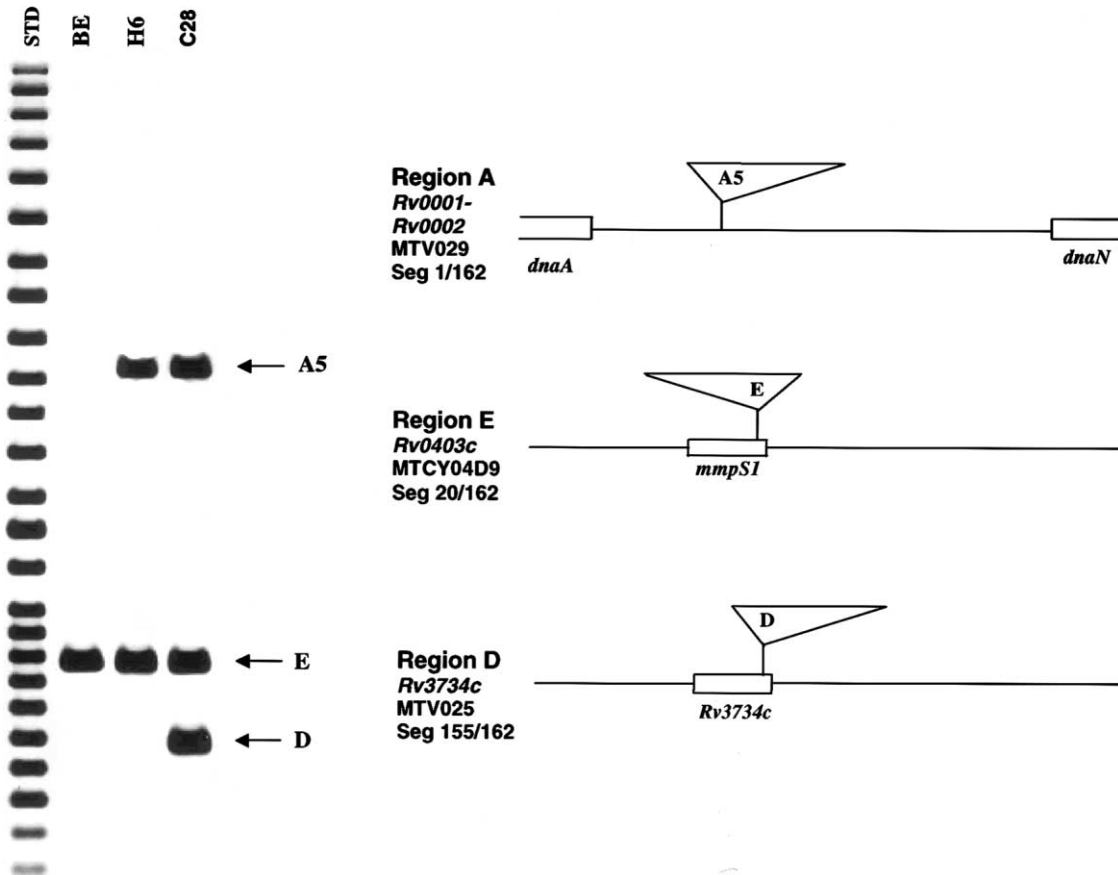 STD BE H6 C28
A5
E
D
Region A
Rv0001-
Rv0002
MTV029
Seg 1/162
A5
dnaA
dnaN
Region E
Rv0403c
MTCY04D9
Seg 20/162
E
mmpS1
Region D
Rv3734c
MTV025
Seg 155/162
D
Rv3734c